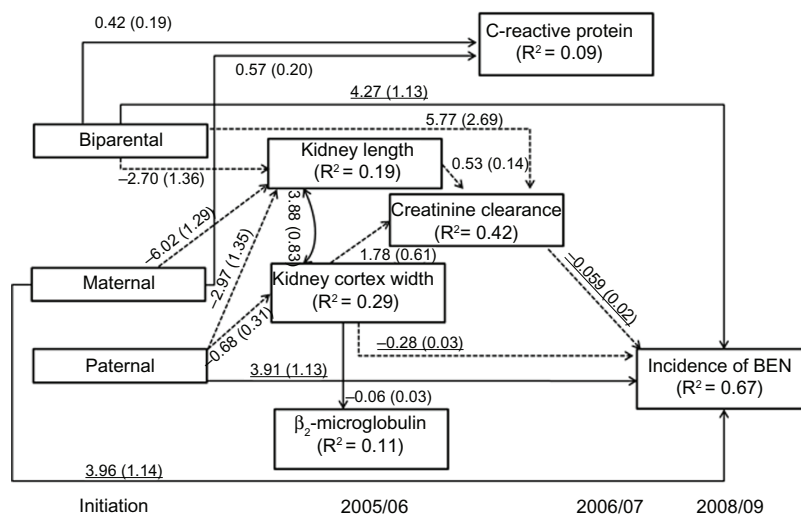 0.42 (0.19)
C-reactive protein
(R² = 0.09)
0.57 (0.20)
4.27 (1.13)
5.77 (2.69)
Biparental
Kidney length
(R² = 0.19)
0.53 (0.14)
–2.70 (1.36)
Creatinine clearance
(R²= 0.42)
3.88 (0.83)
–6.02 (1.29)
–2.97 (1.35)
1.78 (0.61)
Maternal
Kidney cortex width
(R² = 0.29)
–0.059 (0.02)
–0.68 (0.31)
–0.28 (0.03)
Paternal
3.91 (1.13)
Incidence of BEN
(R² = 0.67)
–0.06 (0.03)
β₂-microglobulin
(R² = 0.11)
3.96 (1.14)
Initiation 2005/06 2006/07 2008/09